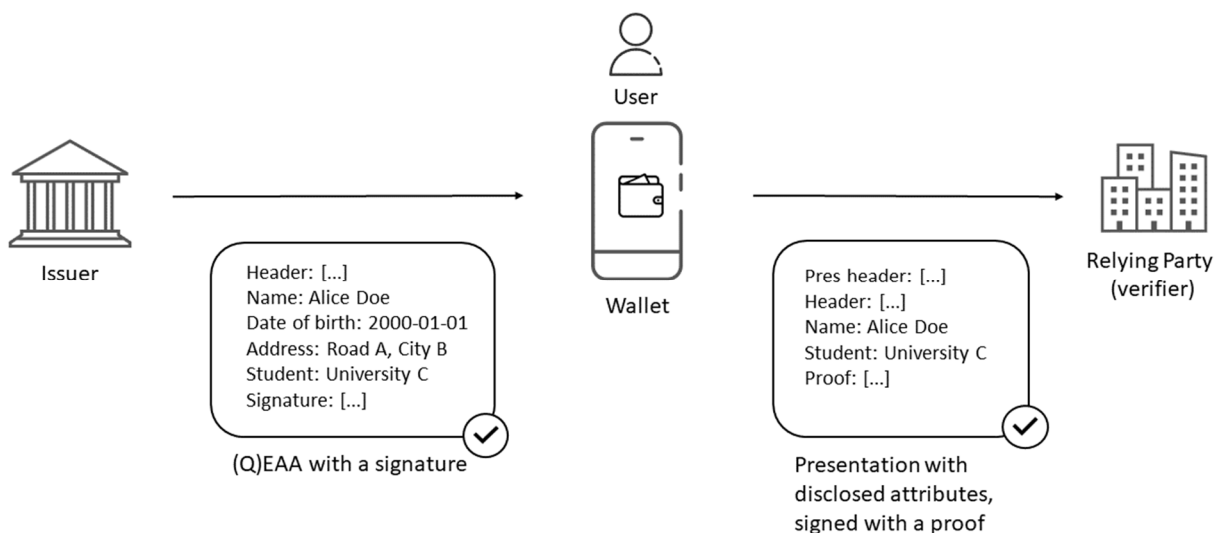 User
Issuer
Header: [...]
Name: Alice Doe
Date of birth: 2000-01-01
Address: Road A, City B
Student: University C
Signature: [...]
(Q)EAA with a signature
Wallet
Pres header: [...]
Header: [...]
Name: Alice Doe
Student: University C
Proof: [...]
Presentation with
disclosed attributes,
signed with a proof
Relying Party
(verifier)